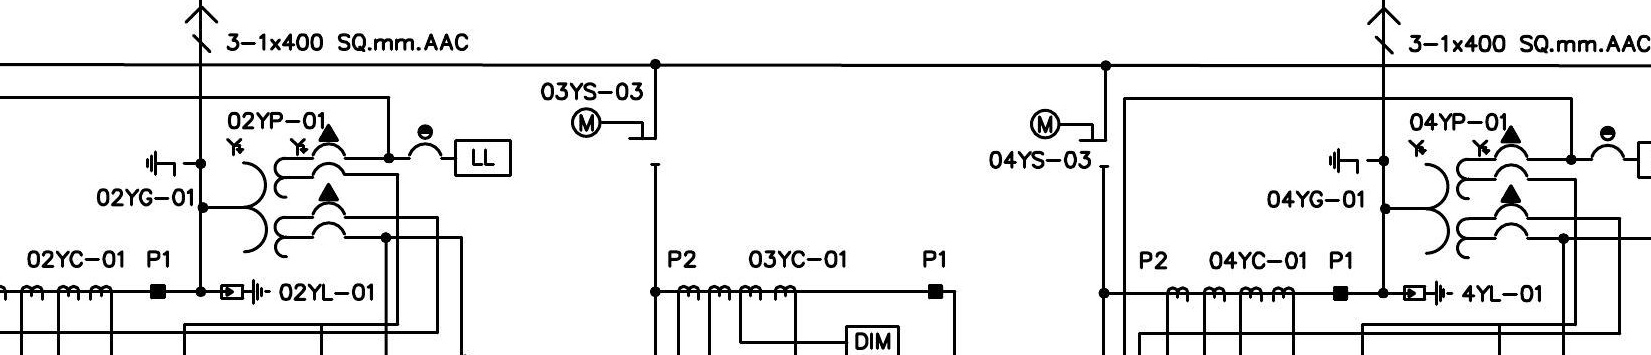 3-1x400 SQ.mm.AAC
3-1x400 SQ.mm.AAC
03YS-03
M
02YP-01
LL
M
04YS-03
04YP-01
02YG-01
04YG-01
02YC-01 P1
P2 03YC-01 P1
P2 04YC-01 P1
02YL-01
4YL-01
DIM